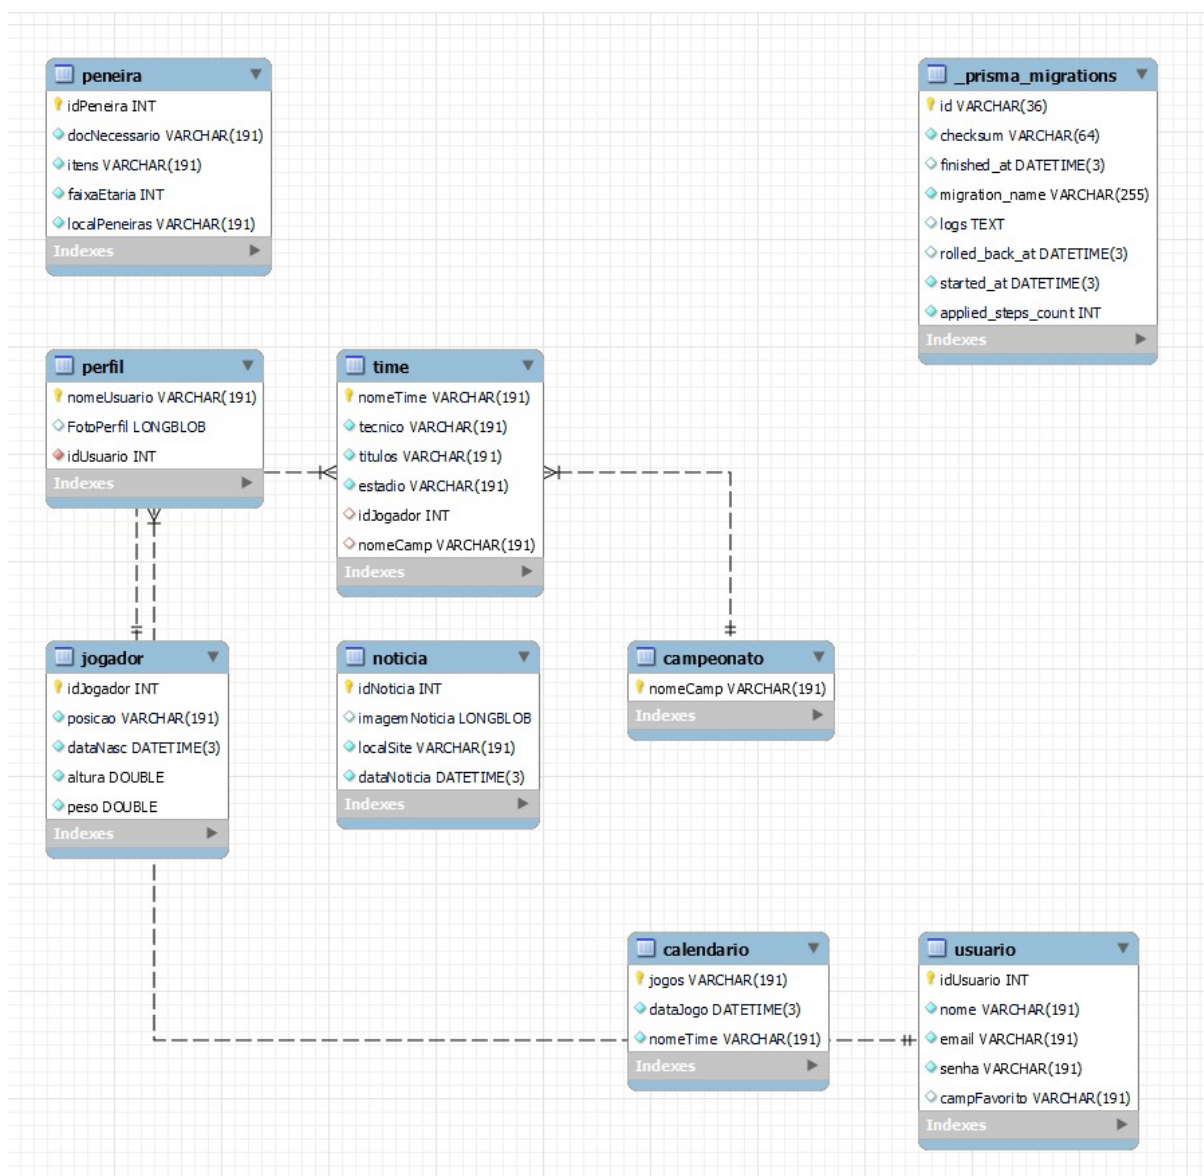 peneira
idPeneira INT
docNecessario VARCHAR(191)
itens VARCHAR(191)
faixaEtaria INT
localPeneiras VARCHAR(191)
Indexes
_prisma_migrations
id VARCHAR(36)
checksum VARCHAR(64)
finished_at DATETIME(3)
migration_name VARCHAR(255)
logs TEXT
rolled_back_at DATETIME(3)
started_at DATETIME(3)
applied_steps_count INT
Indexes
perfil
nomeUsuario VARCHAR(191)
FotoPerfil LONGBLOB
idUsuario INT
Indexes
time
nomeTime VARCHAR(191)
tecnico VARCHAR(191)
titulos VARCHAR(191)
estadio VARCHAR(191)
idJogador INT
nomeCamp VARCHAR(191)
Indexes
jogador
idJogador INT
posicao VARCHAR(191)
dataNasc DATETIME(3)
altura DOUBLE
peso DOUBLE
Indexes
noticia
idNoticia INT
imagemNoticia LONGBLOB
localSite VARCHAR(191)
dataNoticia DATETIME(3)
Indexes
campeonato
nomeCamp VARCHAR(191)
Indexes
calendario
jogos VARCHAR(191)
dataJogo DATETIME(3)
nomeTime VARCHAR(191)
Indexes
usuario
idUsuario INT
nome VARCHAR(191)
email VARCHAR(191)
senha VARCHAR(191)
campFavorito VARCHAR(191)
Indexes